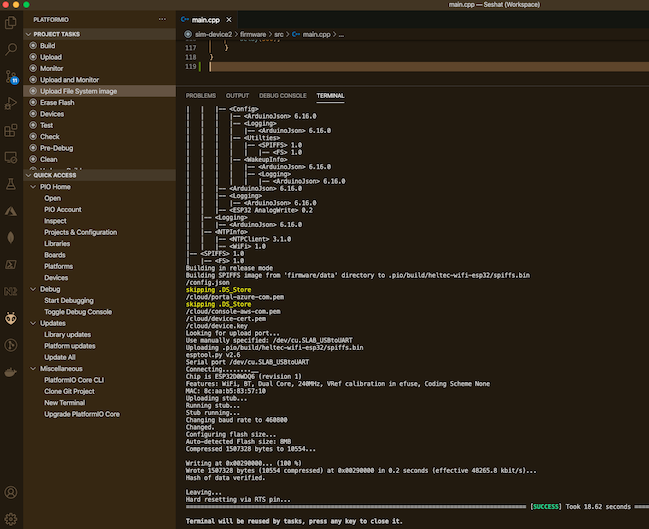 main.cpp — Seshat (Workspace)
PLATFORMIO
PROJECT TASKS
Build
Upload
Monitor
Upload and Monitor
Upload File System image
Erase Flash
Devices
Test
Check
Pre-Debug
Clean
QUICK ACCESS
PIO Home
Open
PIO Account
Inspect
Projects & Configuration
Libraries
Boards
Platforms
Devices
Debug
Start Debugging
Toggle Debug Console
Updates
Library updates
Platform updates
Update All
Miscellaneous
PlatformIO Core CLI
Clone Git Project
New Terminal
Upgrade PlatformIO Core
11
main.cpp
sim-device2 > firmware > src > main.cpp > ...
117 }
118 }
119
PROBLEMS OUTPUT DEBUG CONSOLE TERMINAL
| | |-- <Config>
| | | |-- <ArduinoJson> 6.16.0
| | | |-- <Logging>
| | | | |-- <ArduinoJson> 6.16.0
| | | |-- <Utilties>
| | | | |-- <SPIFFS> 1.0
| | | | | |-- <FS> 1.0
| | | |-- <WakeupInfo>
| | | | |-- <ArduinoJson> 6.16.0
| | | | |-- <Logging>
| | | | | |-- <ArduinoJson> 6.16.0
| | |-- <ArduinoJson> 6.16.0
| | | |-- <ArduinoJson> 6.16.0
| | | |-- <ESP32 AnalogWrite> 0.2
| |-- <Logging>
| | |-- <ArduinoJson> 6.16.0
| |-- <NTPInfo>
| | |-- <NTPClient> 3.1.0
| | |-- <WiFi> 1.0
|-- <SPIFFS> 1.0
| |-- <FS> 1.0
Building in release mode
Building SPIFFS image from 'firmware/data' directory to .pio/build/heltec-wifi-esp32/spiffs.bin
/config.json
skipping .DS_Store
/cloud/portal-azure-com.pem
skipping .DS_Store
/cloud/console-aws-com.pem
/cloud/device-cert.pem
/cloud/device.key
Looking for upload port...
Use manually specified: /dev/cu.SLAB_USBtoUART
Uploading .pio/build/heltec-wifi-esp32/spiffs.bin
esptool.py v2.6
Serial port /dev/cu.SLAB_USBtoUART
Connecting........__
Chip is ESP32D0WDQ6 (revision 1)
Features: WiFi, BT, Dual Core, 240MHz, VRef calibration in efuse, Coding Scheme None
MAC: 8c:aa:b5:83:57:10
Uploading stub...
Running stub...
Stub running...
Changing baud rate to 460800
Changed.
Configuring flash size...
Auto-detected Flash size: 8MB
Compressed 1507328 bytes to 10554...
Writing at 0x00290000... (100 %)
Wrote 1507328 bytes (10554 compressed) at 0x00290000 in 0.2 seconds (effective 48265.8 kbit/s)...
Hash of data verified.
Leaving...
Hard resetting via RTS pin...
[SUCCESS] Took 18.62 seconds
Terminal will be reused by tasks, press any key to close it.